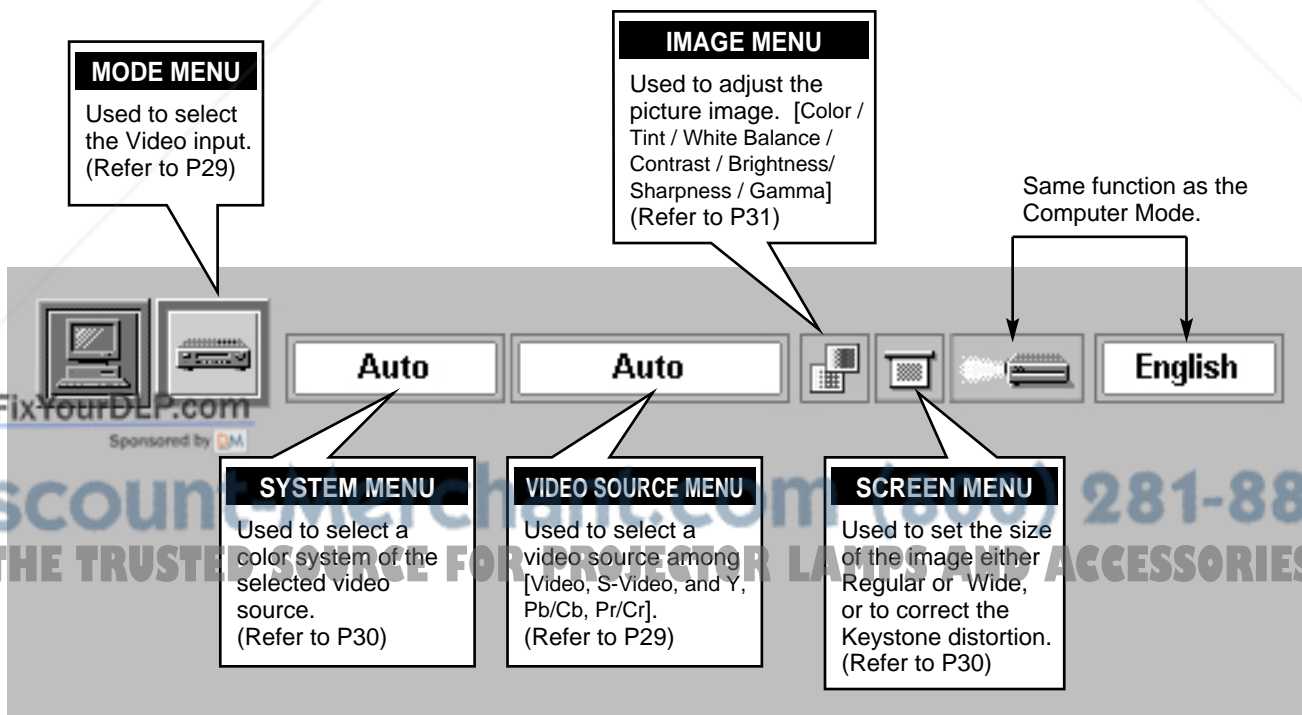 MODE MENU
Used to select
the Video input.
(Refer to P29)
IMAGE MENU
Used to adjust the
picture image. [Color /
Tint / White Balance /
Contrast / Brightness/
Sharpness / Gamma]
(Refer to P31)
Same function as the
Computer Mode.
Auto
Auto
English
FixYourDLP.com
Sponsored by DM
SYSTEM MENU
Used to select a
color system of the
selected video
source.
(Refer to P30)
VIDEO SOURCE MENU
Used to select a
video source among
[Video, S-Video, and Y,
Pb/Cb, Pr/Cr].
(Refer to P29)
SCREEN MENU
Used to set the size
of the image either
Regular or Wide,
or to correct the
Keystone distortion.
(Refer to P30)
scount-Merchant.com (800) 281-88
THE TRUSTED SOURCE FOR PROJECTOR LAMPS AND ACCESSORIES